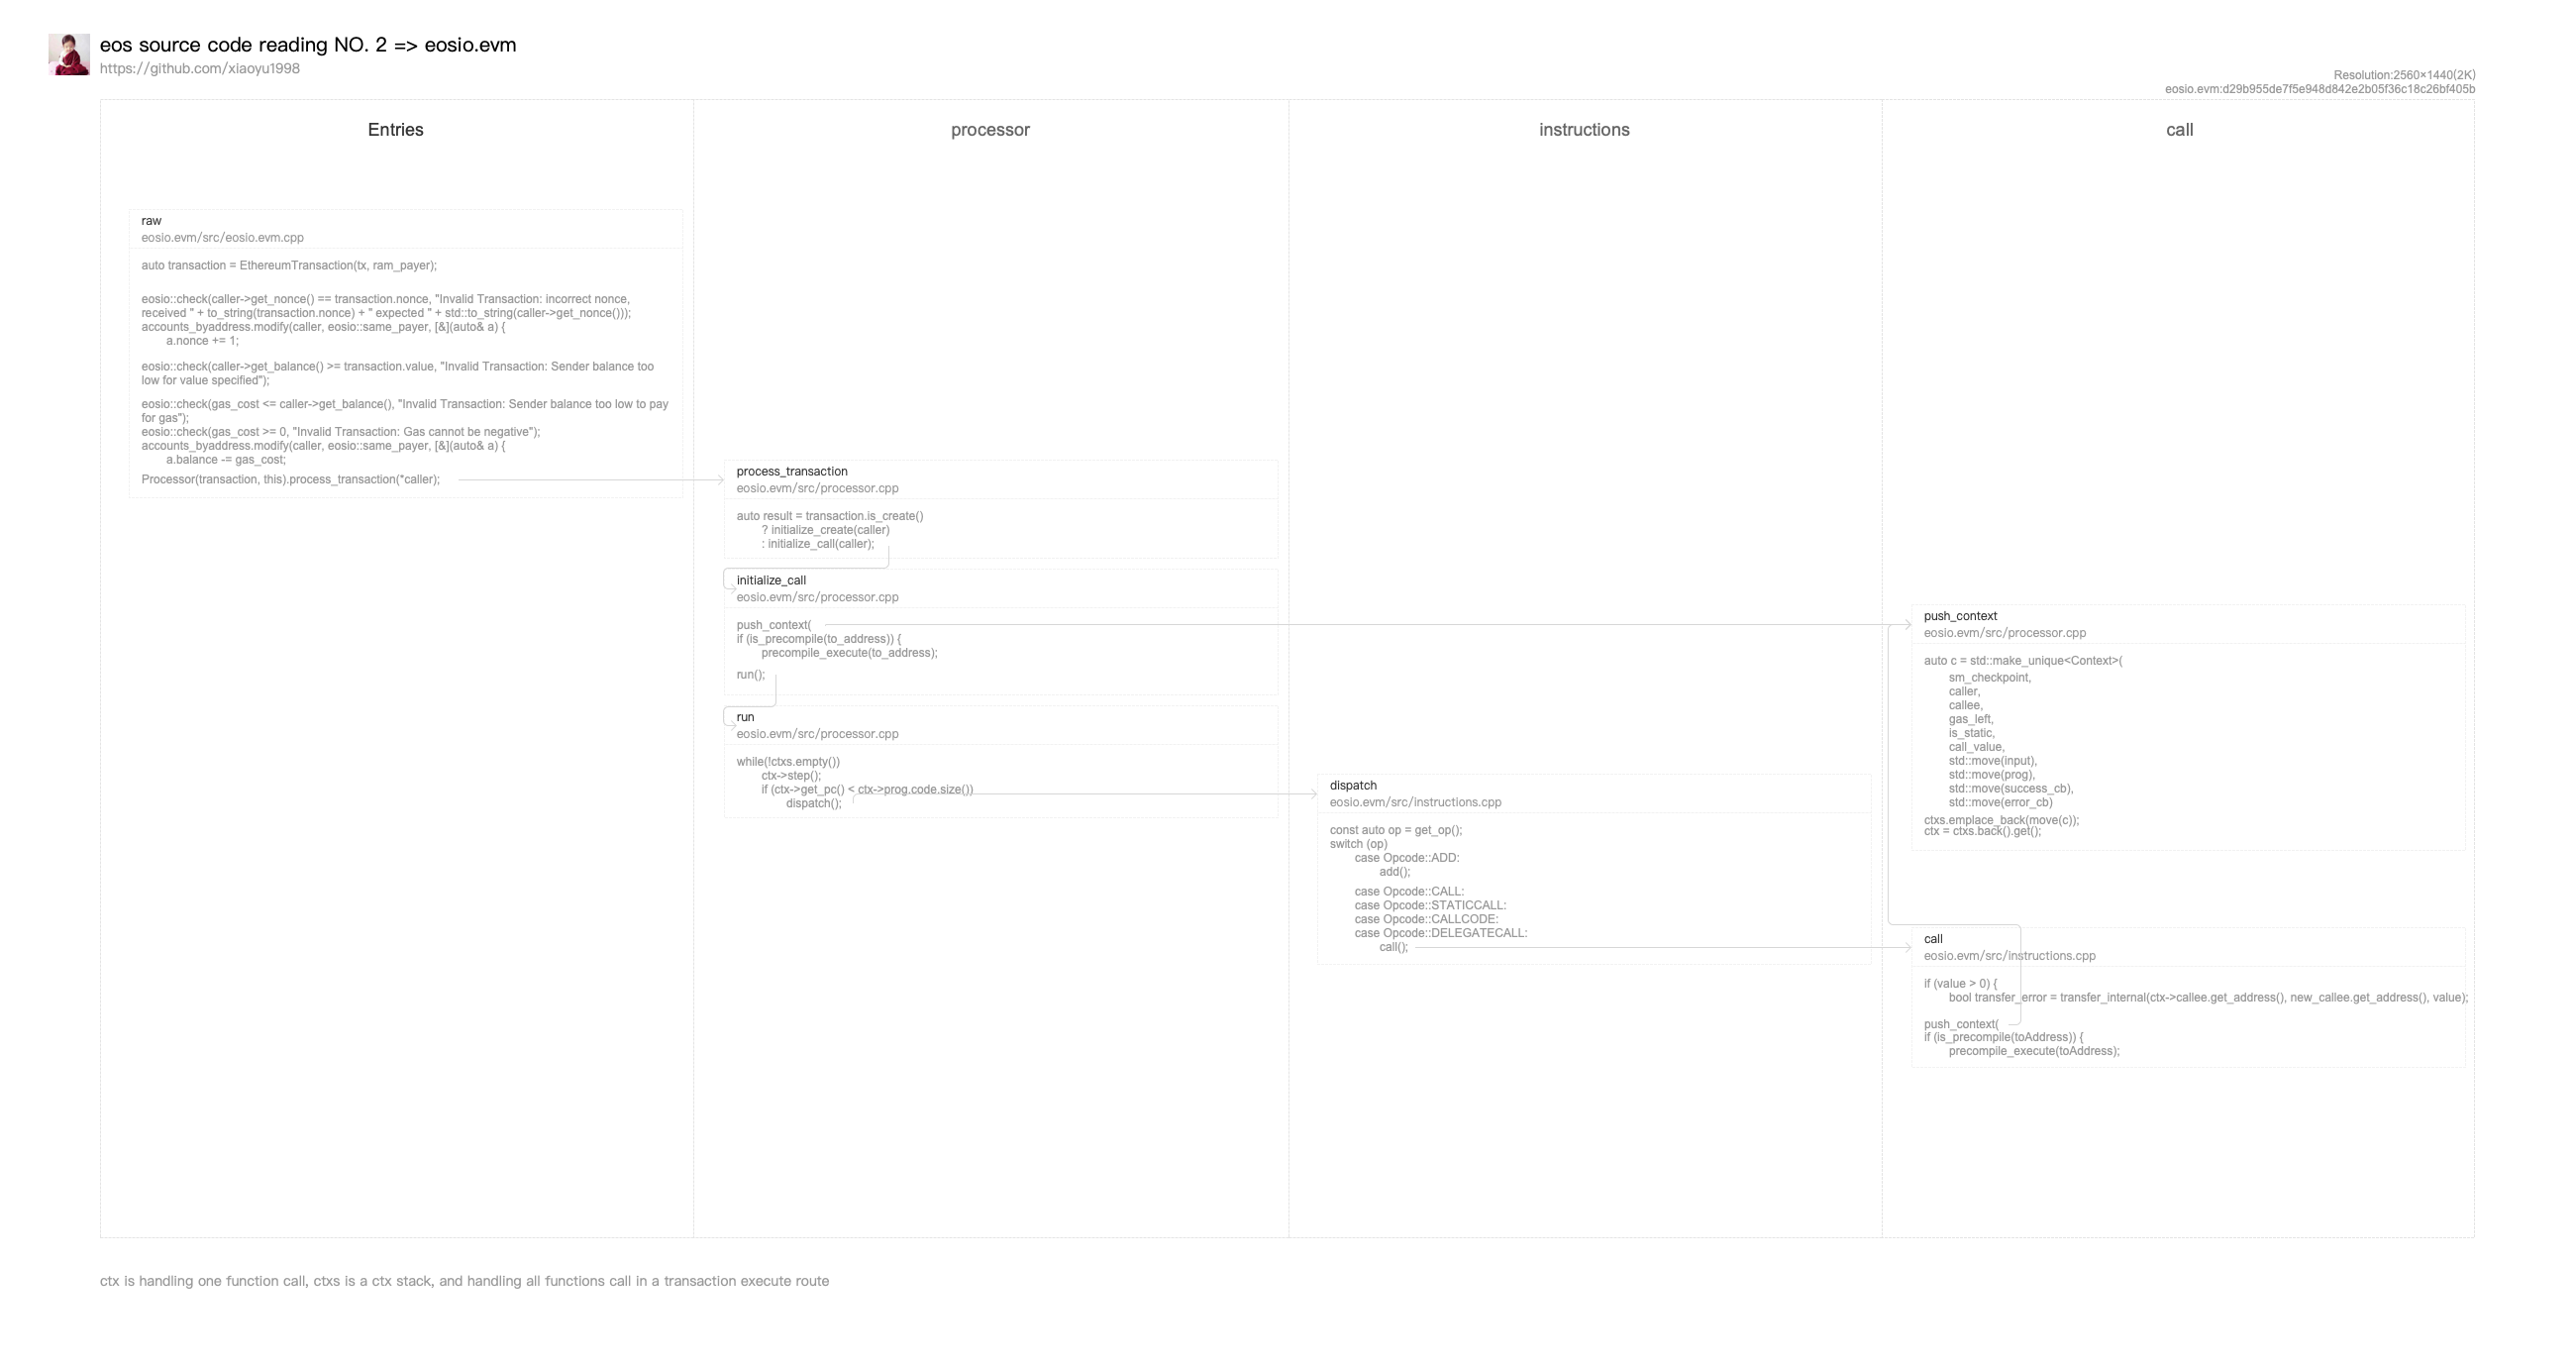 eos source code reading NO. 2 => eosio.evm
https://github.com/xiaoyu1998
Resolution:2560×1440(2K)
eosio.evm:d29b955de7f5e948d842e2b05f36c18c26bf405b
Entries
processor
instructions
call
raw
eosio.evm/src/eosio.evm.cpp
auto transaction = EthereumTransaction(tx, ram_payer);
eosio::check(caller->get_nonce() == transaction.nonce, "Invalid Transaction: incorrect nonce,
received " + to_string(transaction.nonce) + " expected " + std::to_string(caller->get_nonce()));
accounts_byaddress.modify(caller, eosio::same_payer, [&](auto& a) {
a.nonce += 1;
eosio::check(caller->get_balance() >= transaction.value, "Invalid Transaction: Sender balance too
low for value specified");
eosio::check(gas_cost <= caller->get_balance(), "Invalid Transaction: Sender balance too low to pay
for gas");
eosio::check(gas_cost >= 0, "Invalid Transaction: Gas cannot be negative");
accounts_byaddress.modify(caller, eosio::same_payer, [&](auto& a) {
a.balance -= gas_cost;
Processor(transaction, this).process_transaction(*caller);
process_transaction
eosio.evm/src/processor.cpp
auto result = transaction.is_create()
? initialize_create(caller)
: initialize_call(caller);
initialize_call
eosio.evm/src/processor.cpp
push_context(
if (is_precompile(to_address)) {
precompile_execute(to_address);
run();
run
eosio.evm/src/processor.cpp
while(!ctxs.empty())
ctx->step();
if (ctx->get_pc() < ctx->prog.code.size())
dispatch();
dispatch
eosio.evm/src/instructions.cpp
const auto op = get_op();
switch (op)
case Opcode::ADD:
add();
case Opcode::CALL:
case Opcode::STATICCALL:
case Opcode::CALLCODE:
case Opcode::DELEGATECALL:
call();
push_context
eosio.evm/src/processor.cpp
auto c = std::make_unique<Context>(
sm_checkpoint,
caller,
callee,
gas_left,
is_static,
call_value,
std::move(input),
std::move(prog),
std::move(success_cb),
std::move(error_cb)
ctxs.emplace_back(move(c));
ctx = ctxs.back().get();
call
eosio.evm/src/instructions.cpp
if (value > 0) {
bool transfer_error = transfer_internal(ctx->callee.get_address(), new_callee.get_address(), value);
push_context(
if (is_precompile(toAddress)) {
precompile_execute(toAddress);
ctx is handling one function call, ctxs is a ctx stack, and handling all functions call in a transaction execute route